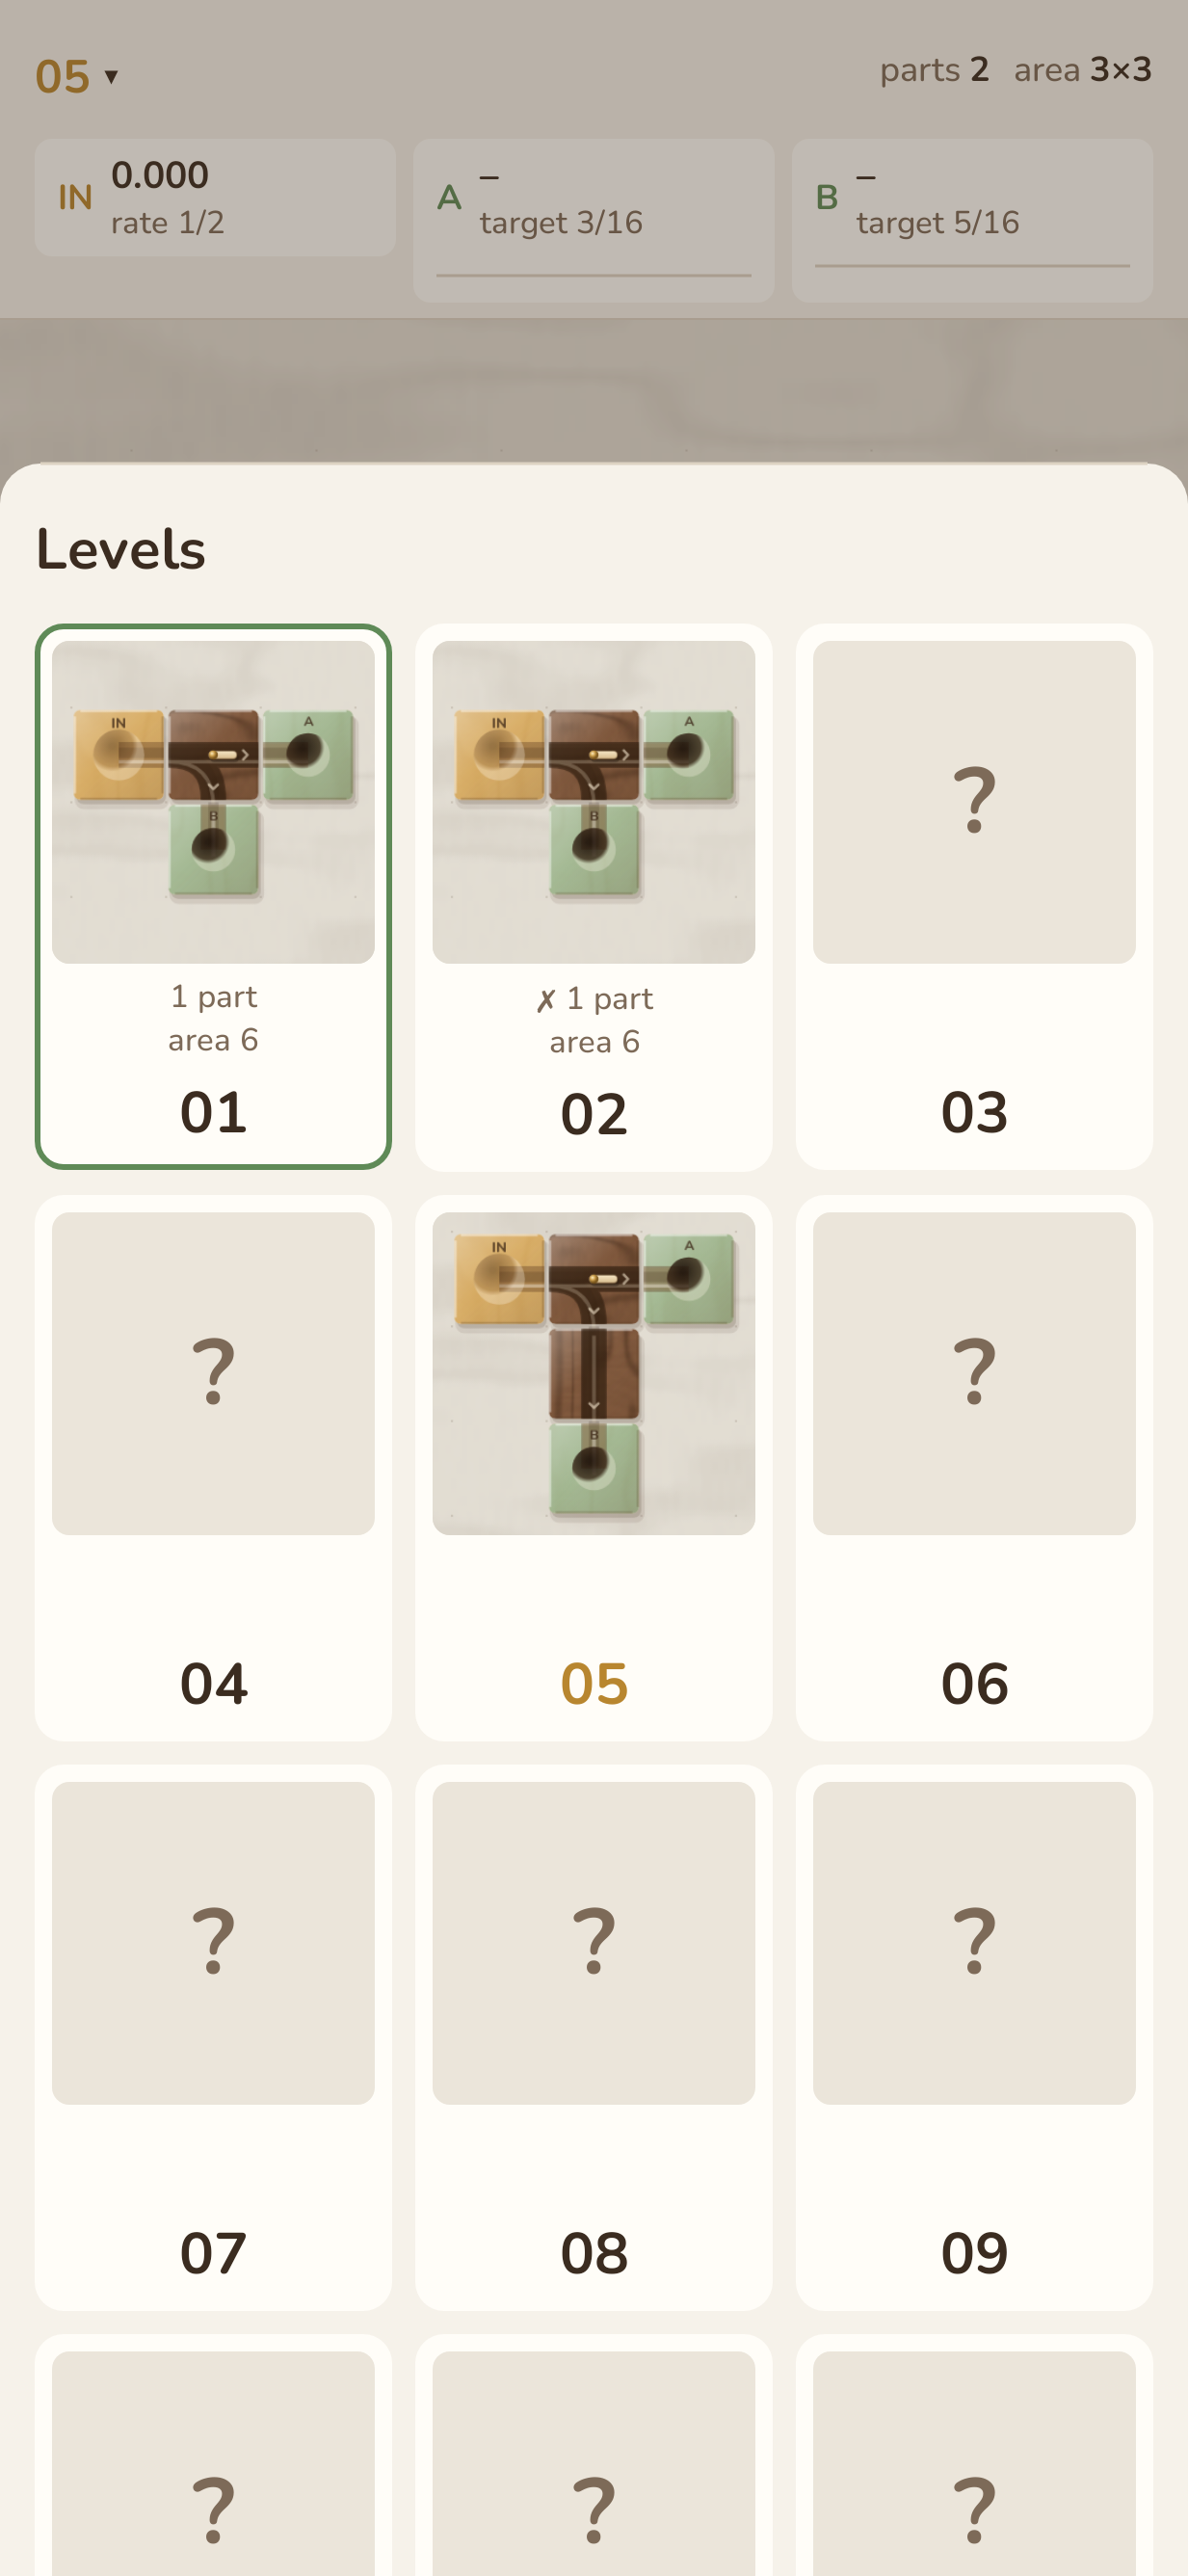 05 ▾
parts 2 area 3×3
IN
0.000
rate 1/2
A
–
target 3/16
B
–
target 5/16
Levels
IN
A
B
1 part
area 6
01
IN
A
B
✗ 1 part
area 6
02
?
03
?
04
IN
A
B
05
?
06
?
07
?
08
?
09
?
?
?